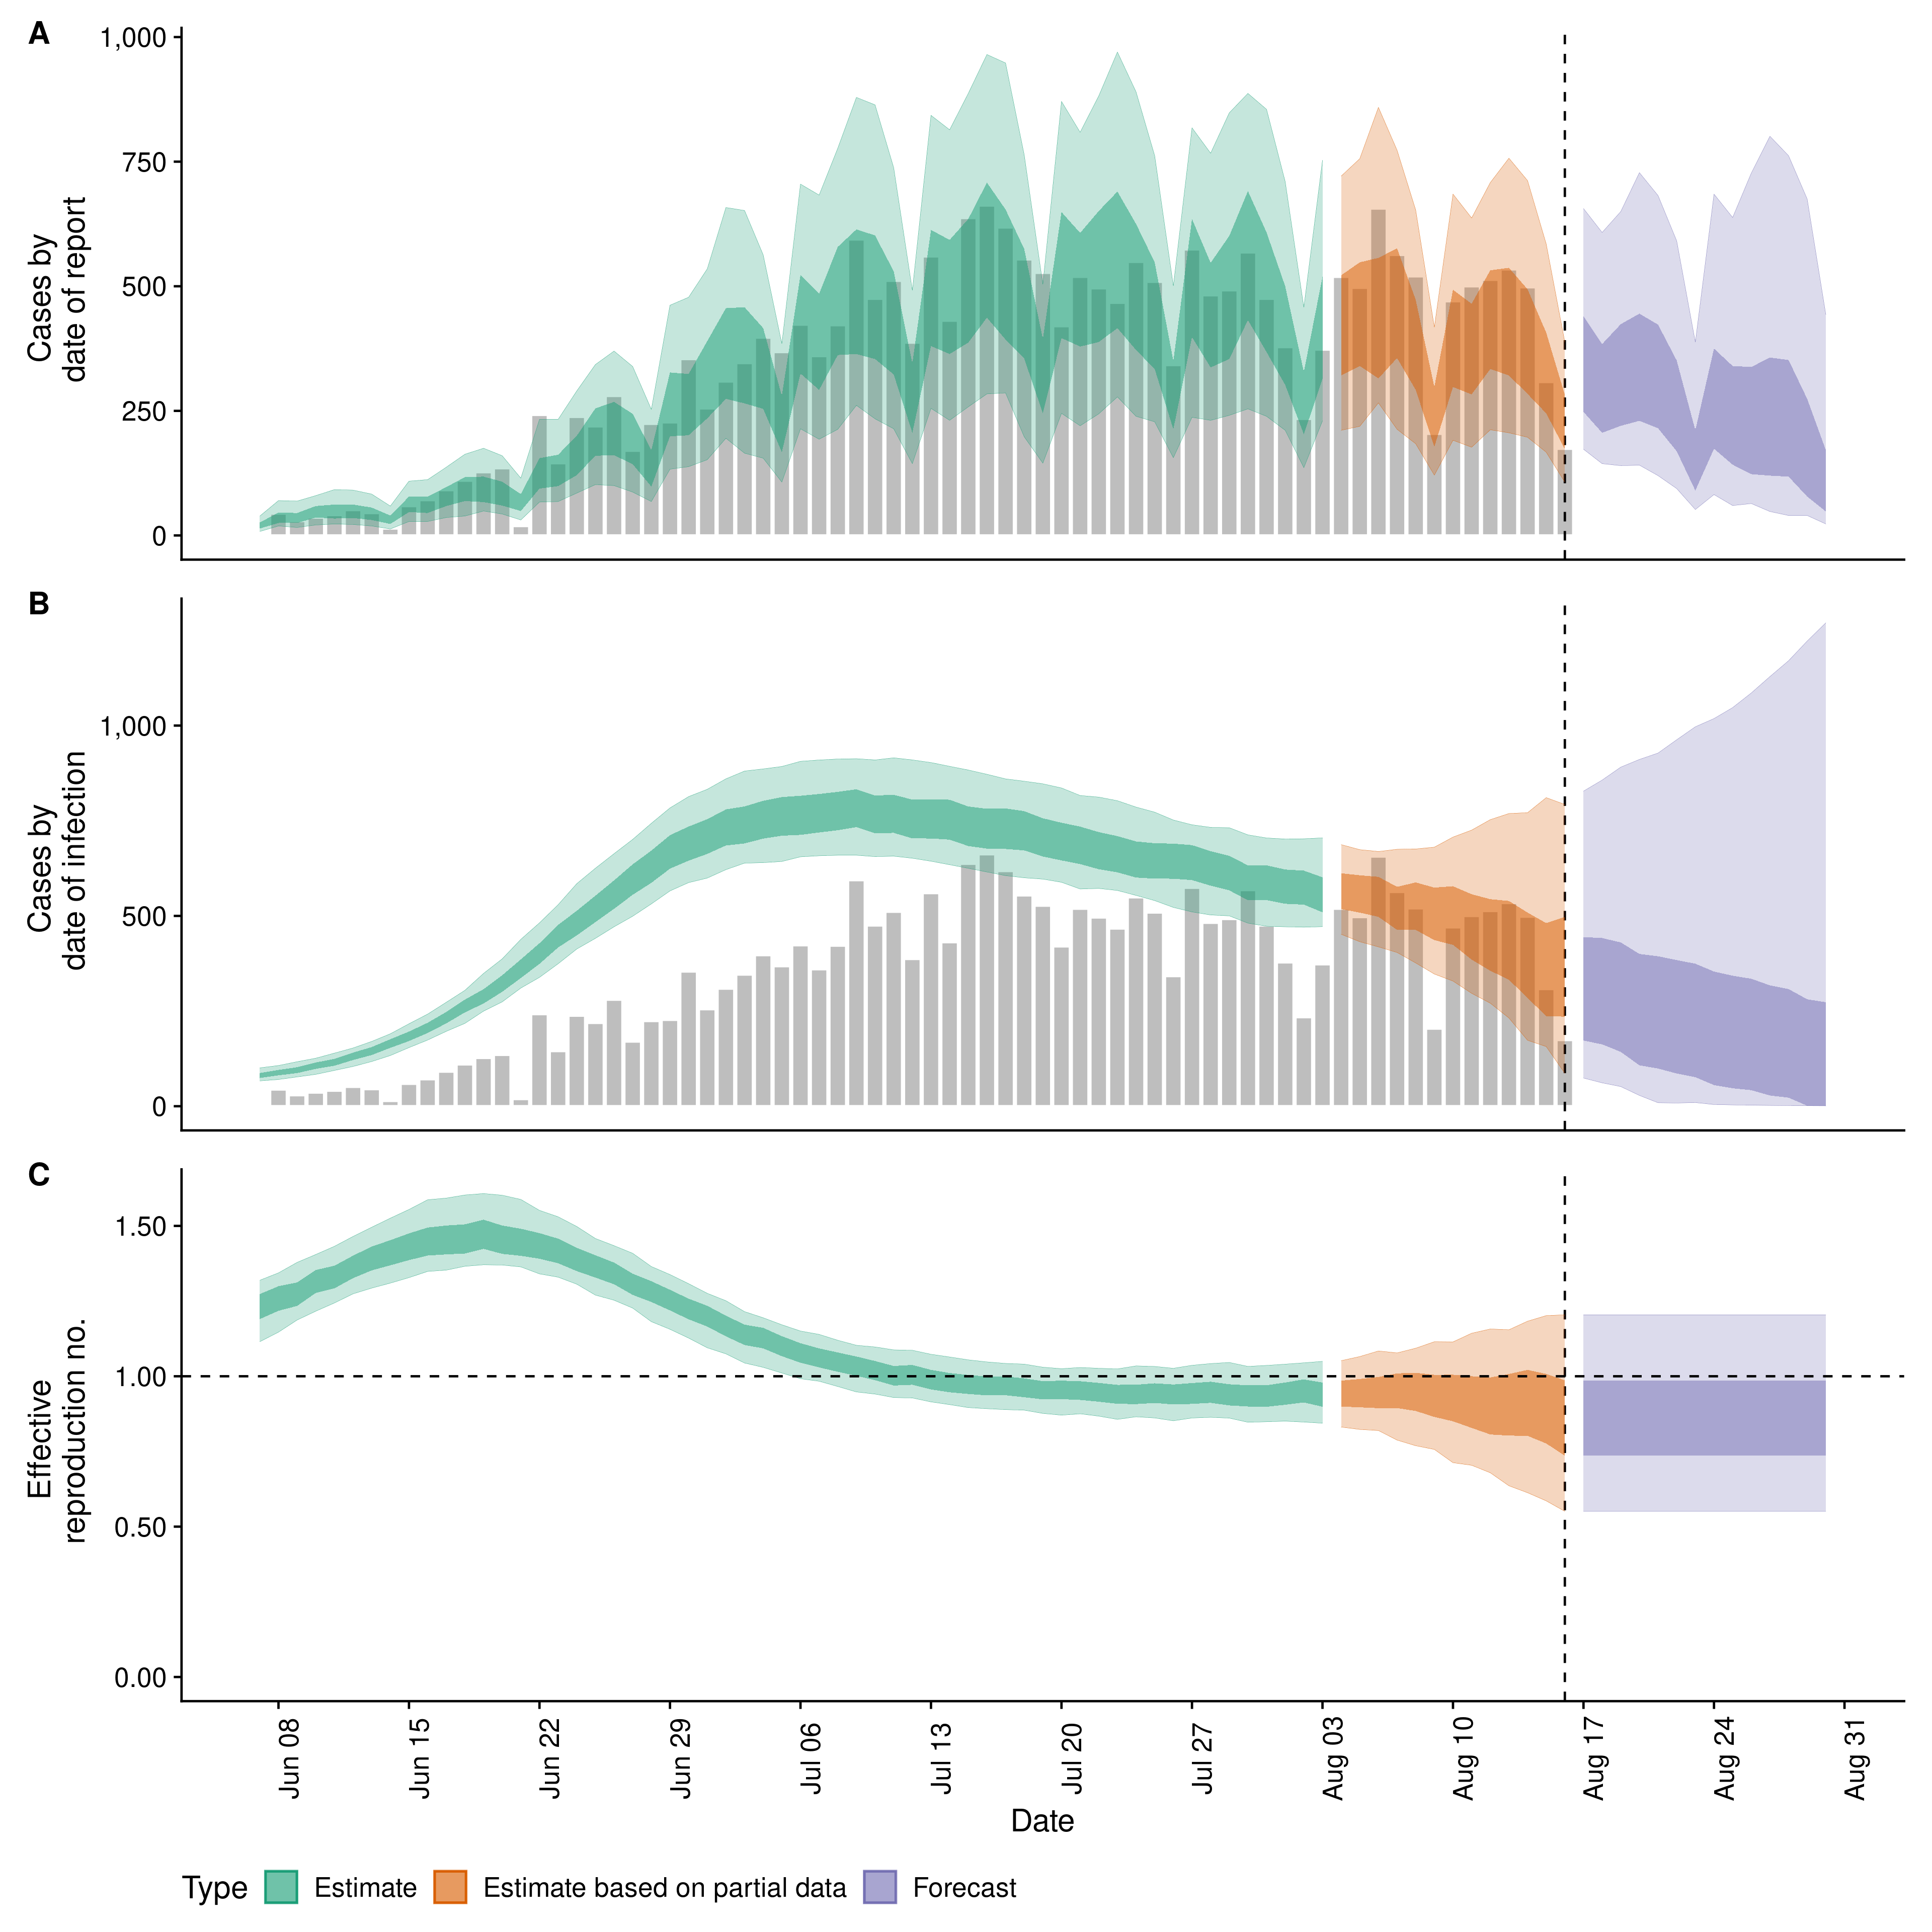 A
1,000
750
500
250
0
Cases by
date of report
B
1,000
500
0
Cases by
date of infection
C
1.50
1.00
0.50
0.00
Effective
reproduction no.
Jun 08
Jun 15
Jun 22
Jun 29
Jul 06
Jul 13
Jul 20
Jul 27
Aug 03
Aug 10
Aug 17
Aug 24
Aug 31
Date
Type Estimate Estimate based on partial data Forecast